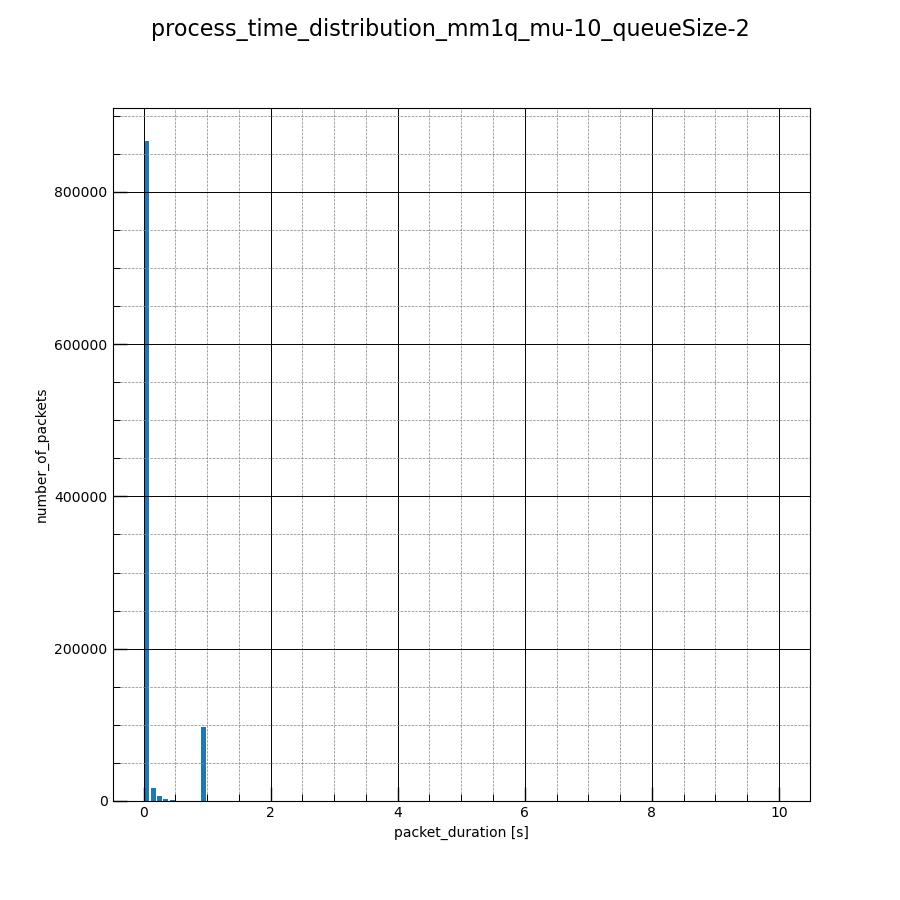 process_time_distribution_mm1q_mu-10_queueSize-2
800000
600000
400000
200000
0
number_of_packets
0 2 4 6 8 10
packet_duration [s]